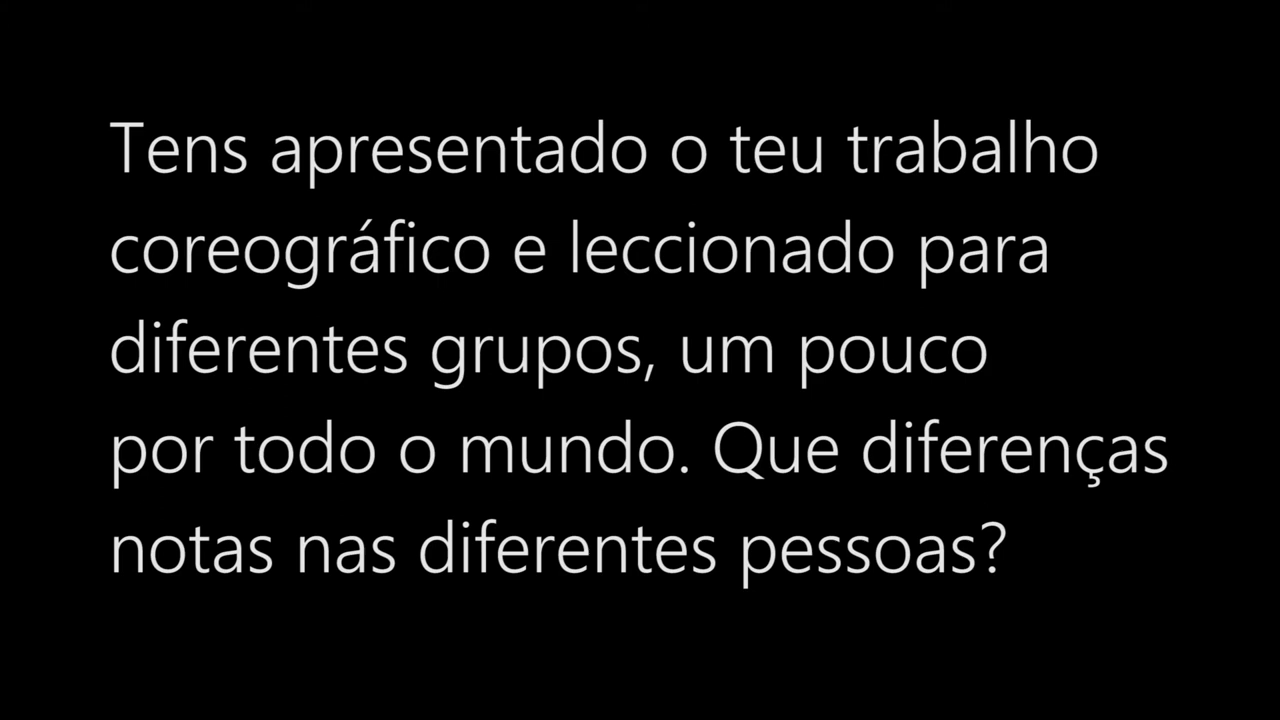 Tens apresentado o teu trabalho
coreográfico e leccionado para
diferentes grupos, um pouco
por todo o mundo. Que diferenças
notas nas diferentes pessoas?